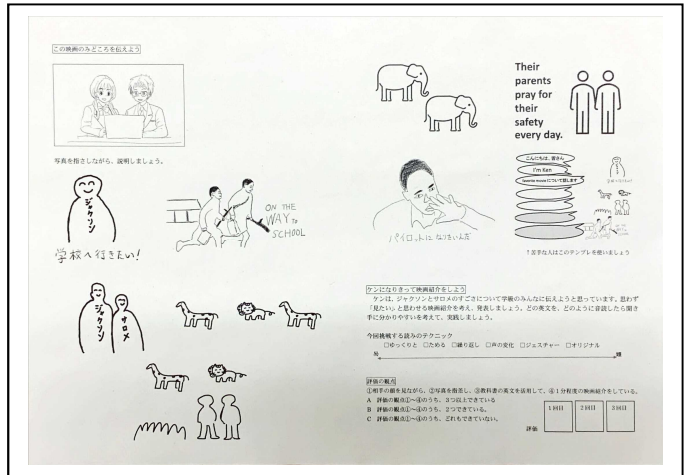 この映画のみどころを伝えよう
写真を指さしながら、説明しましょう。
ジャクソン
学校へ行きたい!
ON THE
WAY TO
SCHOOL
ジャクソン
サロメ
Their
parents
pray for
their
safety
every day.
パイロットになりたいんだ
こんにちは、皆さん
I'm Ken
favorite movieについて話します
↑苦手な人はこのテンプレを使いましょう
ケンになりきって映画紹介をしよう
ケンは、ジャクソンとサロメのすごさについて学級のみんなに伝えようと思っています。思わず
「見たい」と思わせる映画紹介を考え、発表しましょう。どの英文を、どのように音読したら聞き
手に分かりやすいかを考えて、実践しましょう。
今回挑戦する読みのテクニック
□ゆっくりと □ためる □繰り返し □声の変化 □ジェスチャー □オリジナル
評価の観点
①相手の顔を見ながら、②写真を指差し、③教科書の英文を活用して、④1分程度の映画紹介をしている。
A 評価の観点①~④のうち、3つ以上できている
B 評価の観点①~④のうち、2つできている。
C 評価の観点①~④のうち、どれもできていない。
1回目 2回目 3回目
評価